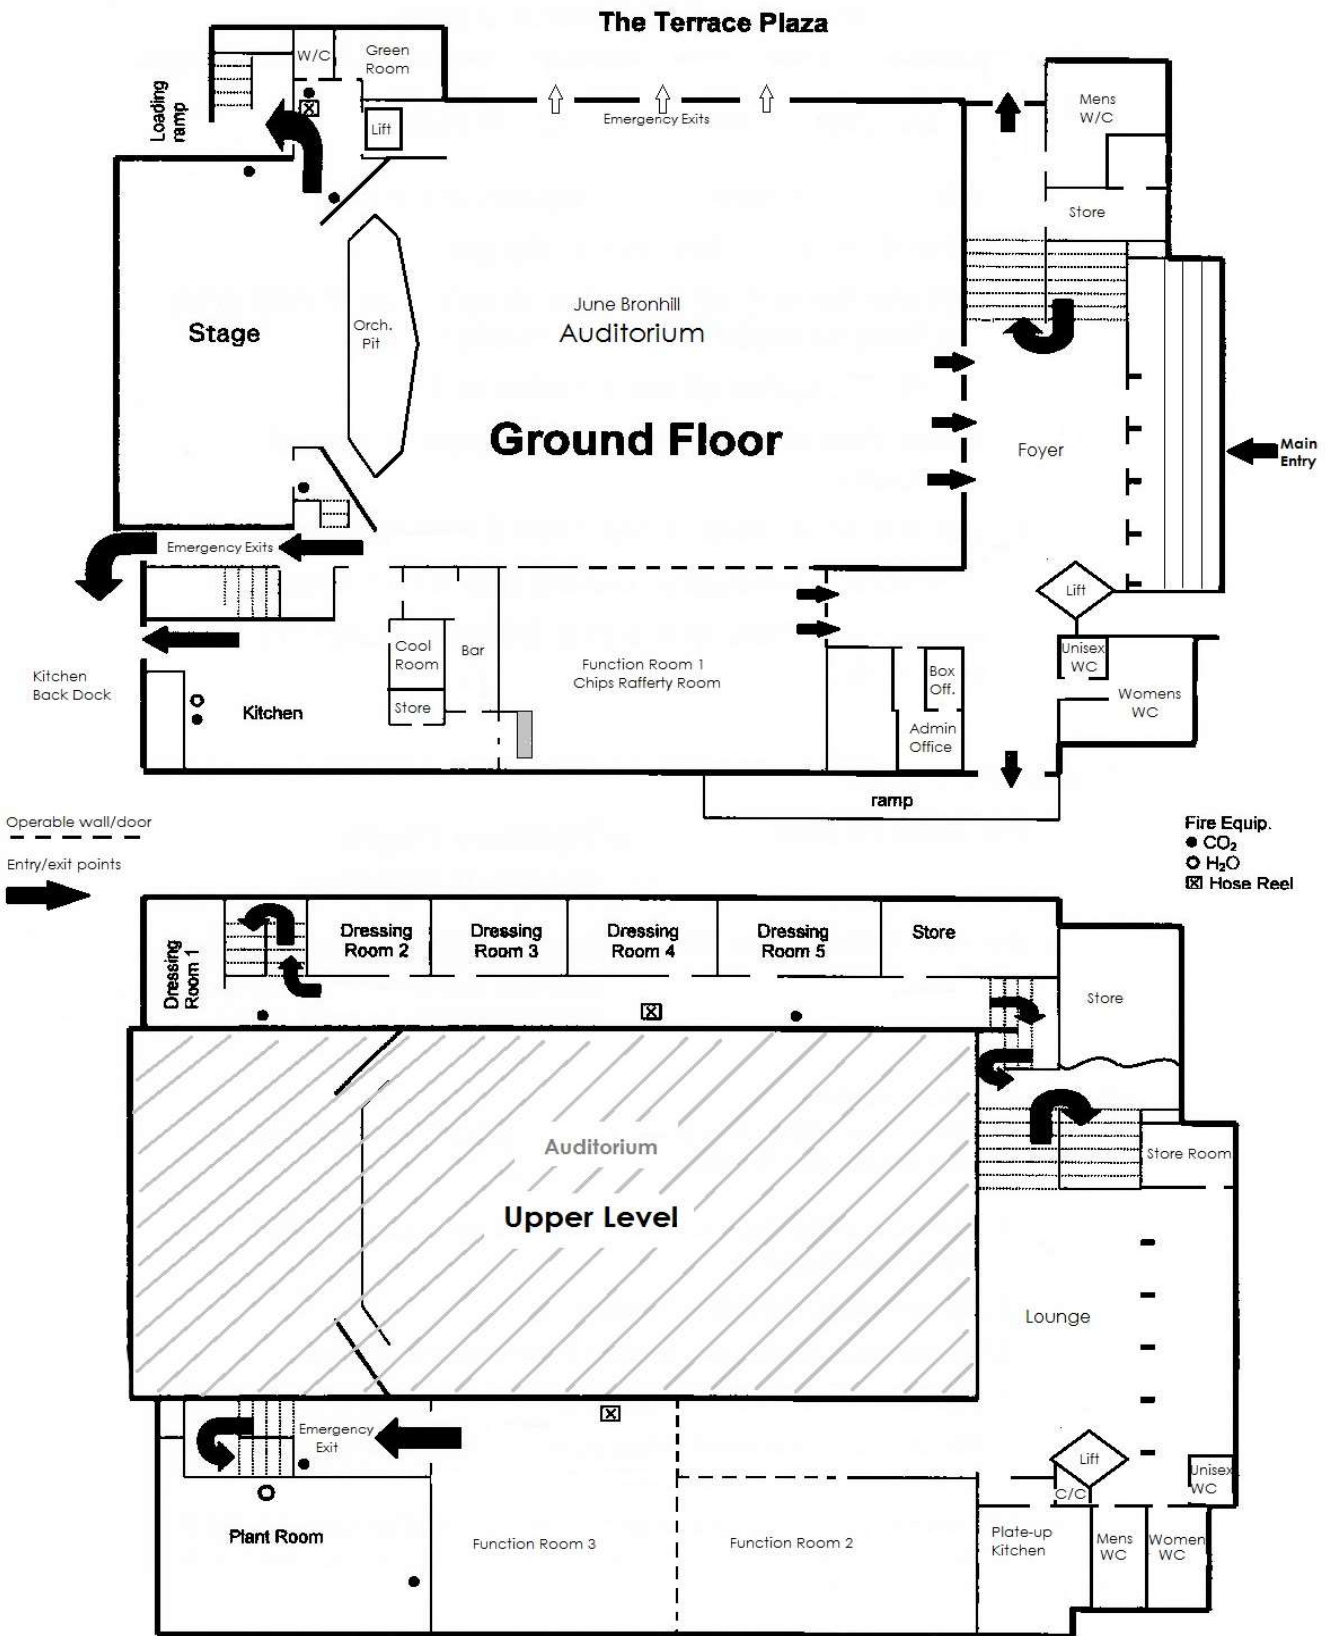 The Terrace Plaza
W/C
Green
Room
Loading
ramp
Lift
Emergency Exits
Mens
W/C
Store
Stage
Orch.
Pit
June Bronhill
Auditorium
Ground Floor
Foyer
Main
Entry
Emergency Exits
Lift
Kitchen
Back Dock
Kitchen
Cool
Room
Store
Bar
Function Room 1
Chips Rafferty Room
Box
Off.
Admin
Office
Unisex
WC
Womens
WC
ramp
Operable wall/door
Entry/exit points
Fire Equip.
CO₂
H₂O
Hose Reel
Dressing
Room 1
Dressing
Room 2
Dressing
Room 3
Dressing
Room 4
Dressing
Room 5
Store
Store
Auditorium
Upper Level
Store Room
Lounge
Emergency
Exit
Lift
C/C
Unisex
WC
Plant Room
Function Room 3
Function Room 2
Plate-up
Kitchen
Mens
WC
Women
WC